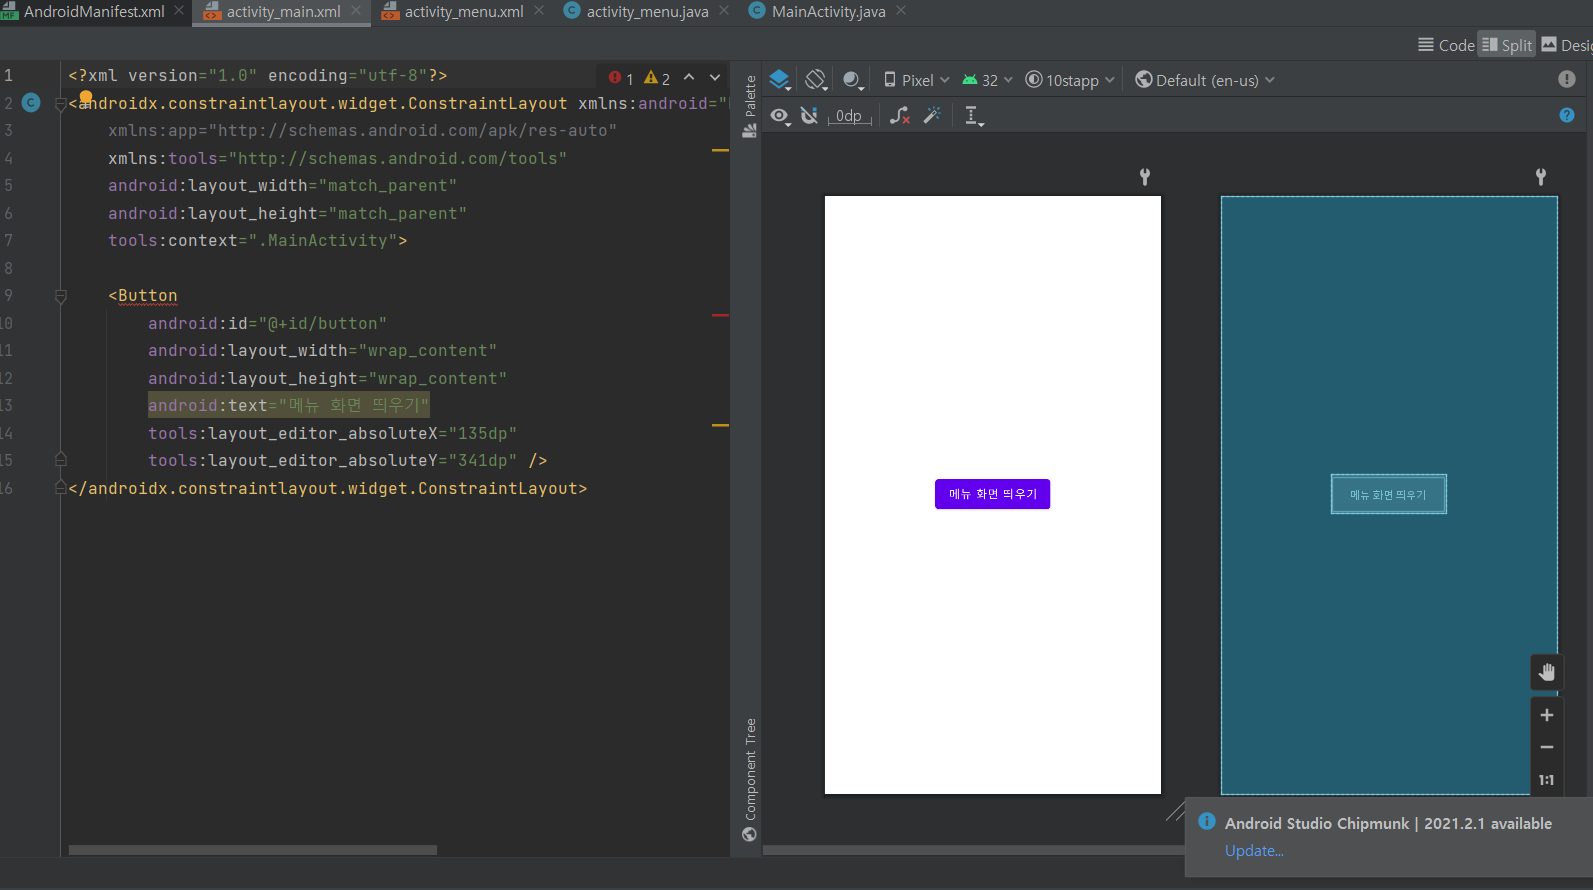 AndroidManifest.xml
activity_main.xml
activity_menu.xml
activity_menu.java
MainActivity.java
Code
Split
1 <?xml version="1.0" encoding="utf-8"?>
1 2
2 <androidx.constraintlayout.widget.ConstraintLayout xmlns:android="
3 xmlns:app="http://schemas.android.com/apk/res-auto"
4 xmlns:tools="http://schemas.android.com/tools"
5 android:layout_width="match_parent"
6 android:layout_height="match_parent"
7 tools:context=".MainActivity">
8
9 <Button
10 android:id="@+id/button"
11 android:layout_width="wrap_content"
12 android:layout_height="wrap_content"
13 android:text="메뉴 화면 띄우기"
14 tools:layout_editor_absoluteX="135dp"
15 tools:layout_editor_absoluteY="341dp" />
16 </androidx.constraintlayout.widget.ConstraintLayout>
Palette
Component Tree
Pixel
32
10stapp
Default (en-us)
0dp
메뉴 화면 띄우기
메뉴 화면 띄우기
1:1
Android Studio Chipmunk | 2021.2.1 available
Update...